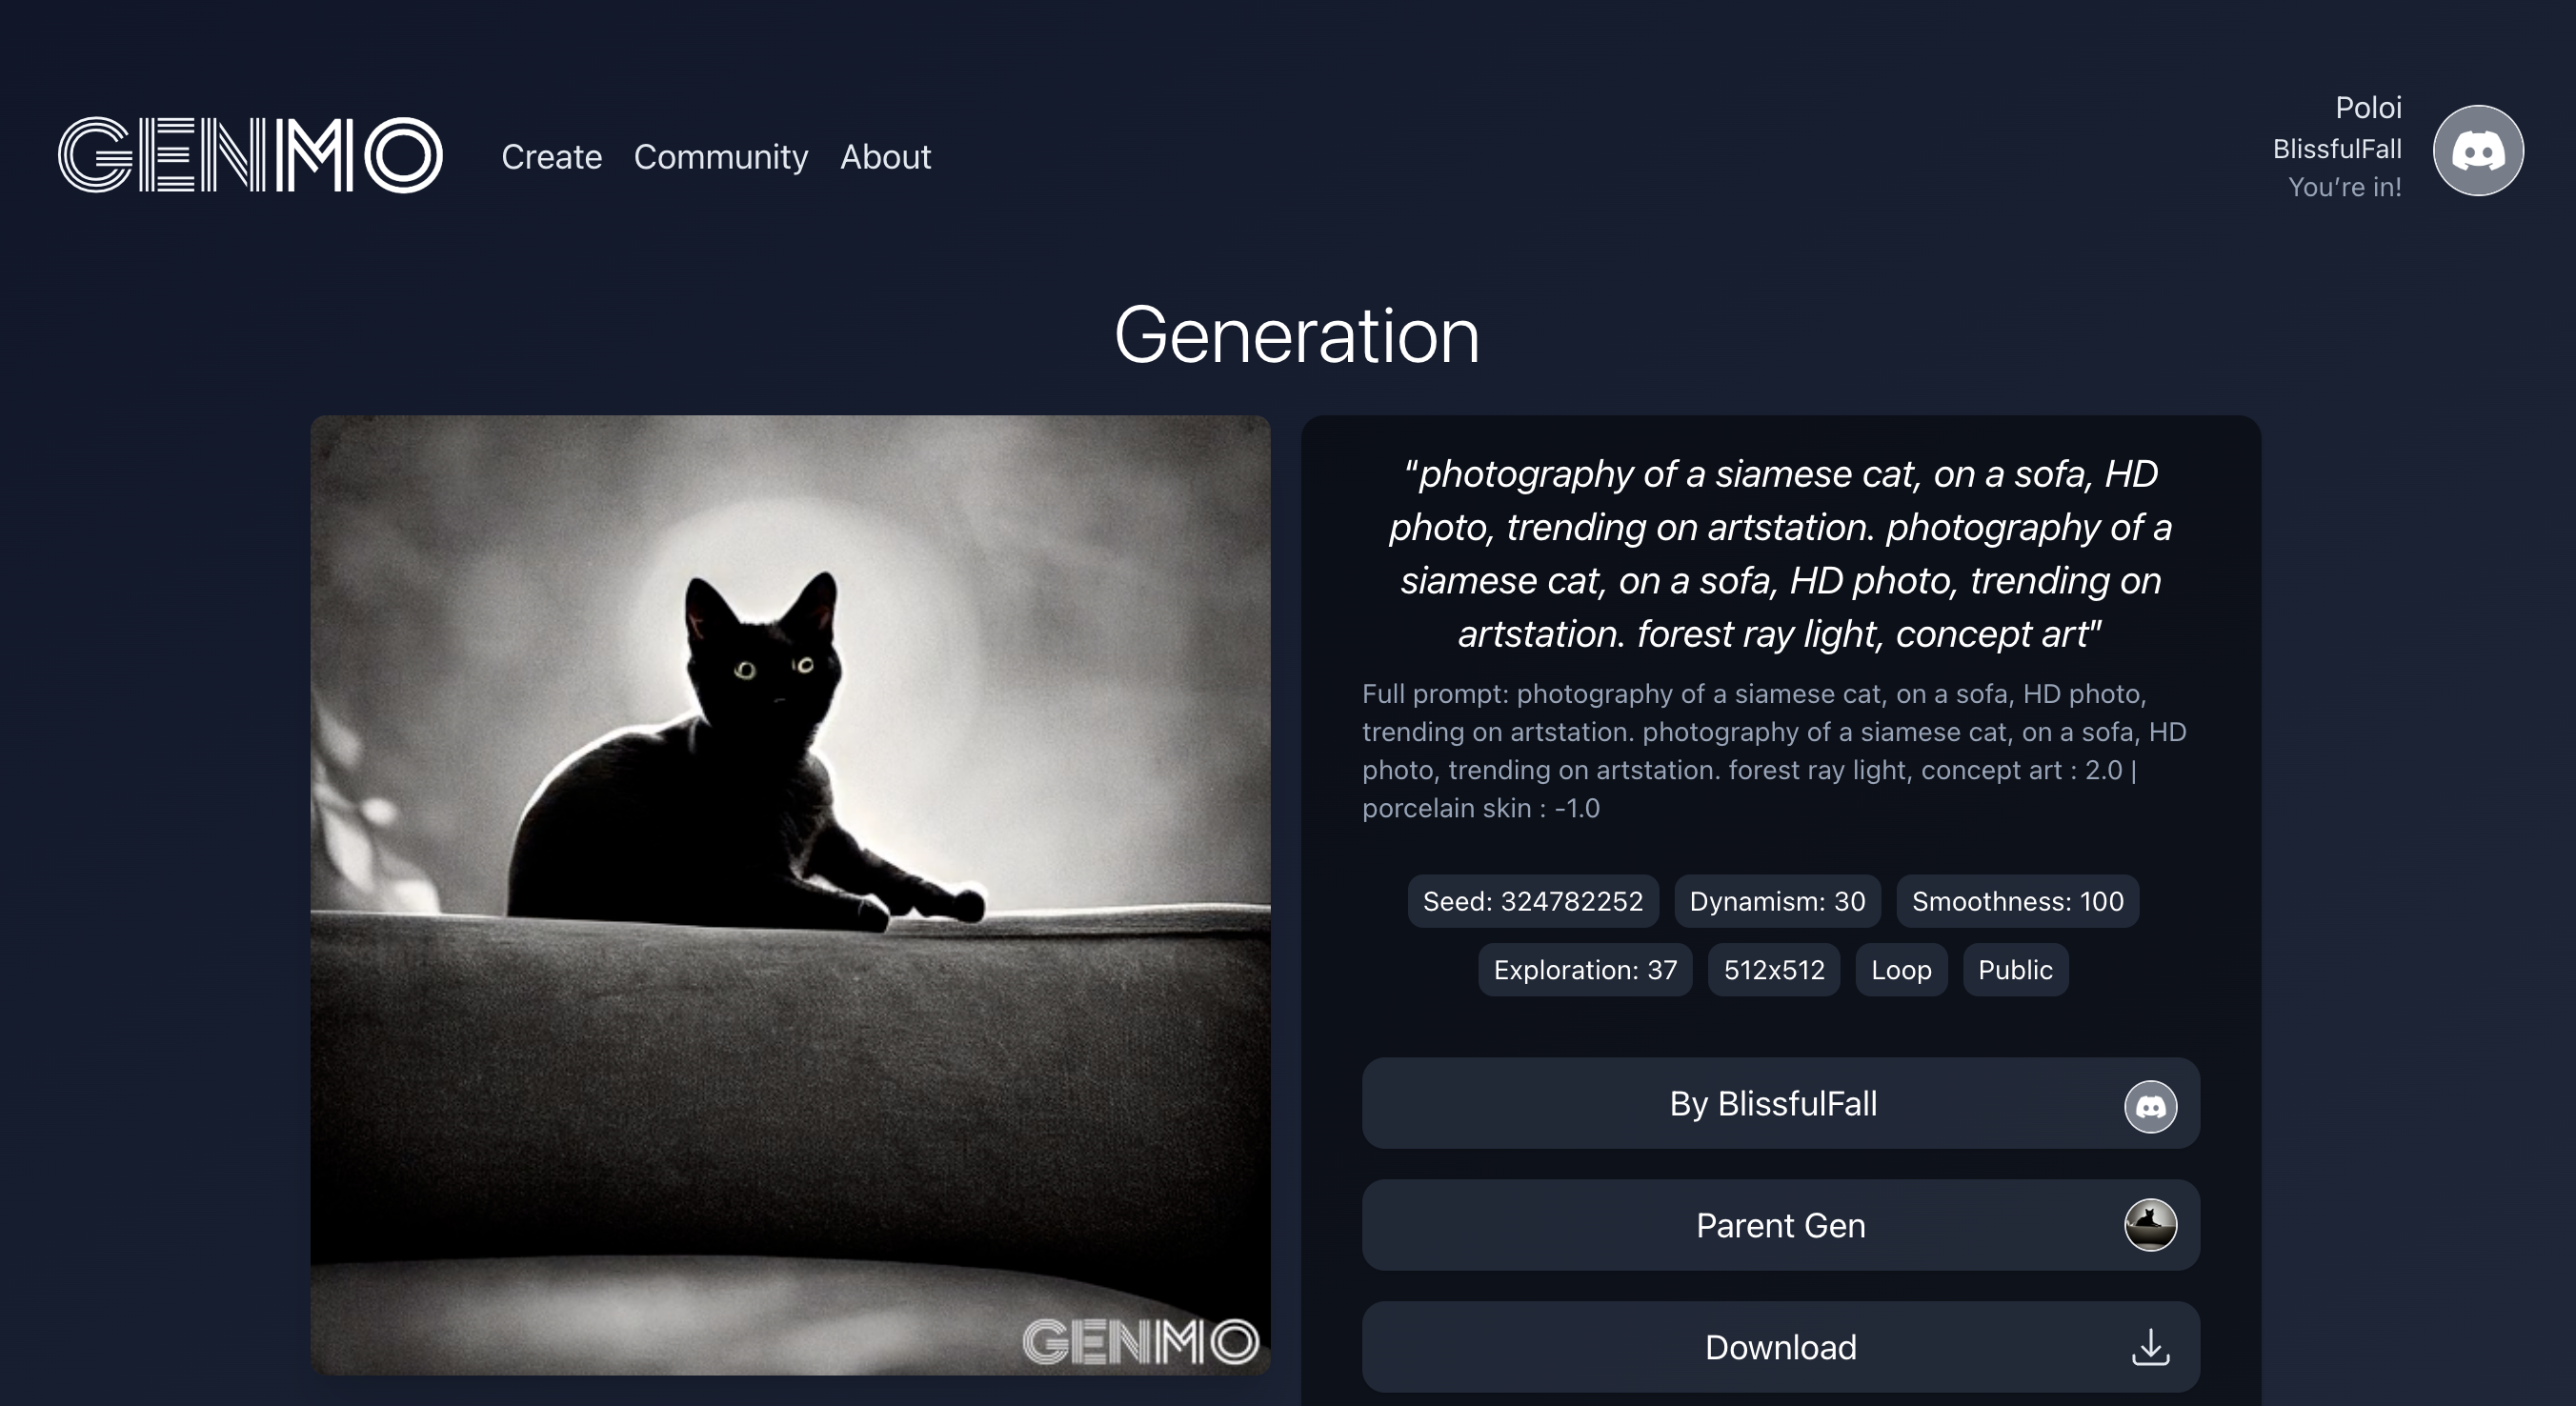 GENMO
Create
Community
About
Poloi
BlissfulFall
You're in!
Generation
GENMO
"photography of a siamese cat, on a sofa, HD
photo, trending on artstation. photography of a
siamese cat, on a sofa, HD photo, trending on
artstation. forest ray light, concept art"
Full prompt: photography of a siamese cat, on a sofa, HD photo,
trending on artstation. photography of a siamese cat, on a sofa, HD
photo, trending on artstation. forest ray light, concept art : 2.0 |
porcelain skin : -1.0
Seed: 324782252
Dynamism: 30
Smoothness: 100
Exploration: 37
512x512
Loop
Public
By BlissfulFall
Parent Gen
Download